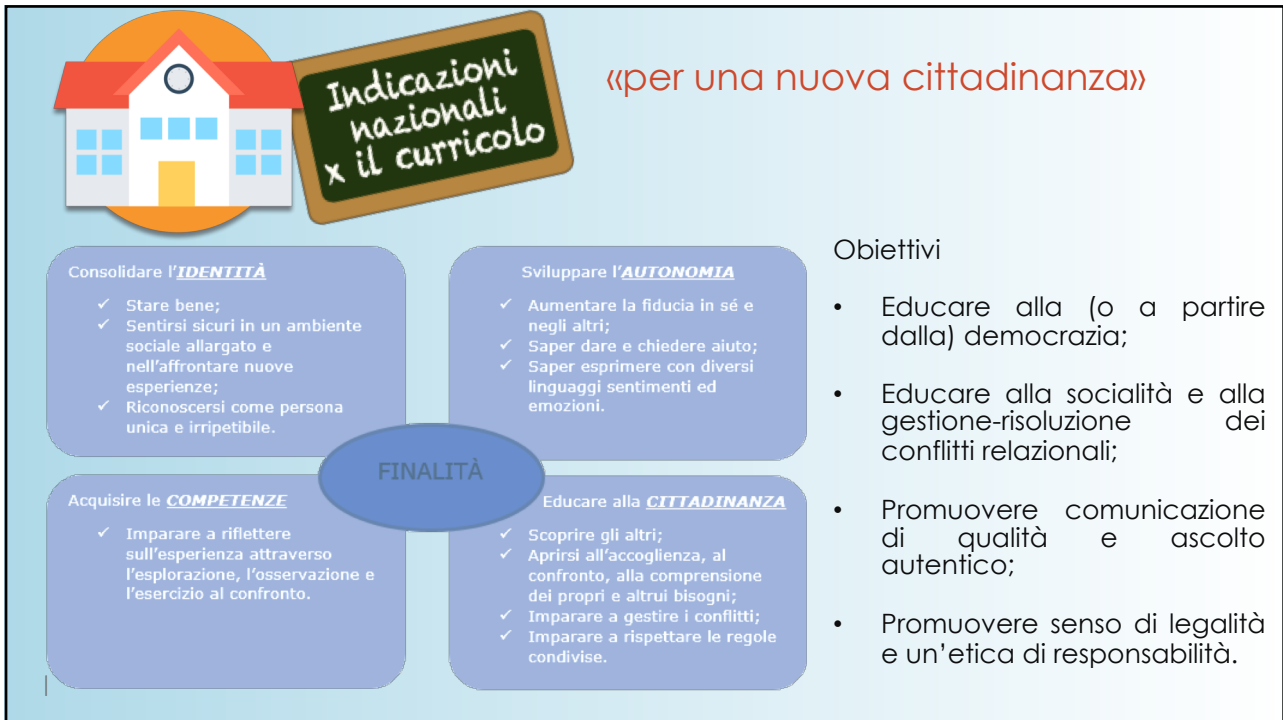 Indicazioni
nazionali
x il curricolo
«per una nuova cittadinanza»
Consolidare l'IDENTITÀ
✓ Stare bene;
✓ Sentirsi sicuri in un ambiente
sociale allargato e
nell'affrontare nuove
esperienze;
✓ Riconoscersi come persona
unica e irripetibile.
Sviluppare l'AUTONOMIA
✓ Aumentare la fiducia in sé e
negli altri;
✓ Saper dare e chiedere aiuto;
✓ Saper esprimere con diversi
linguaggi sentimenti ed
emozioni.
FINALITÀ
Acquisire le COMPETENZE
✓ Imparare a riflettere
sull'esperienza attraverso
l'esplorazione, l'osservazione e
l'esercizio al confronto.
Educare alla CITTADINANZA
✓ Scoprire gli altri;
✓ Aprirsi all'accoglienza, al
confronto, alla comprensione
dei propri e altrui bisogni;
✓ Imparare a gestire i conflitti;
✓ Imparare a rispettare le regole
condivise.
Obiettivi
• Educare alla (o a partire
dalla) democrazia;
• Educare alla socialità e alla
gestione-risoluzione dei
conflitti relazionali;
• Promuovere comunicazione
di qualità e ascolto
autentico;
• Promuovere senso di legalità
e un'etica di responsabilità.